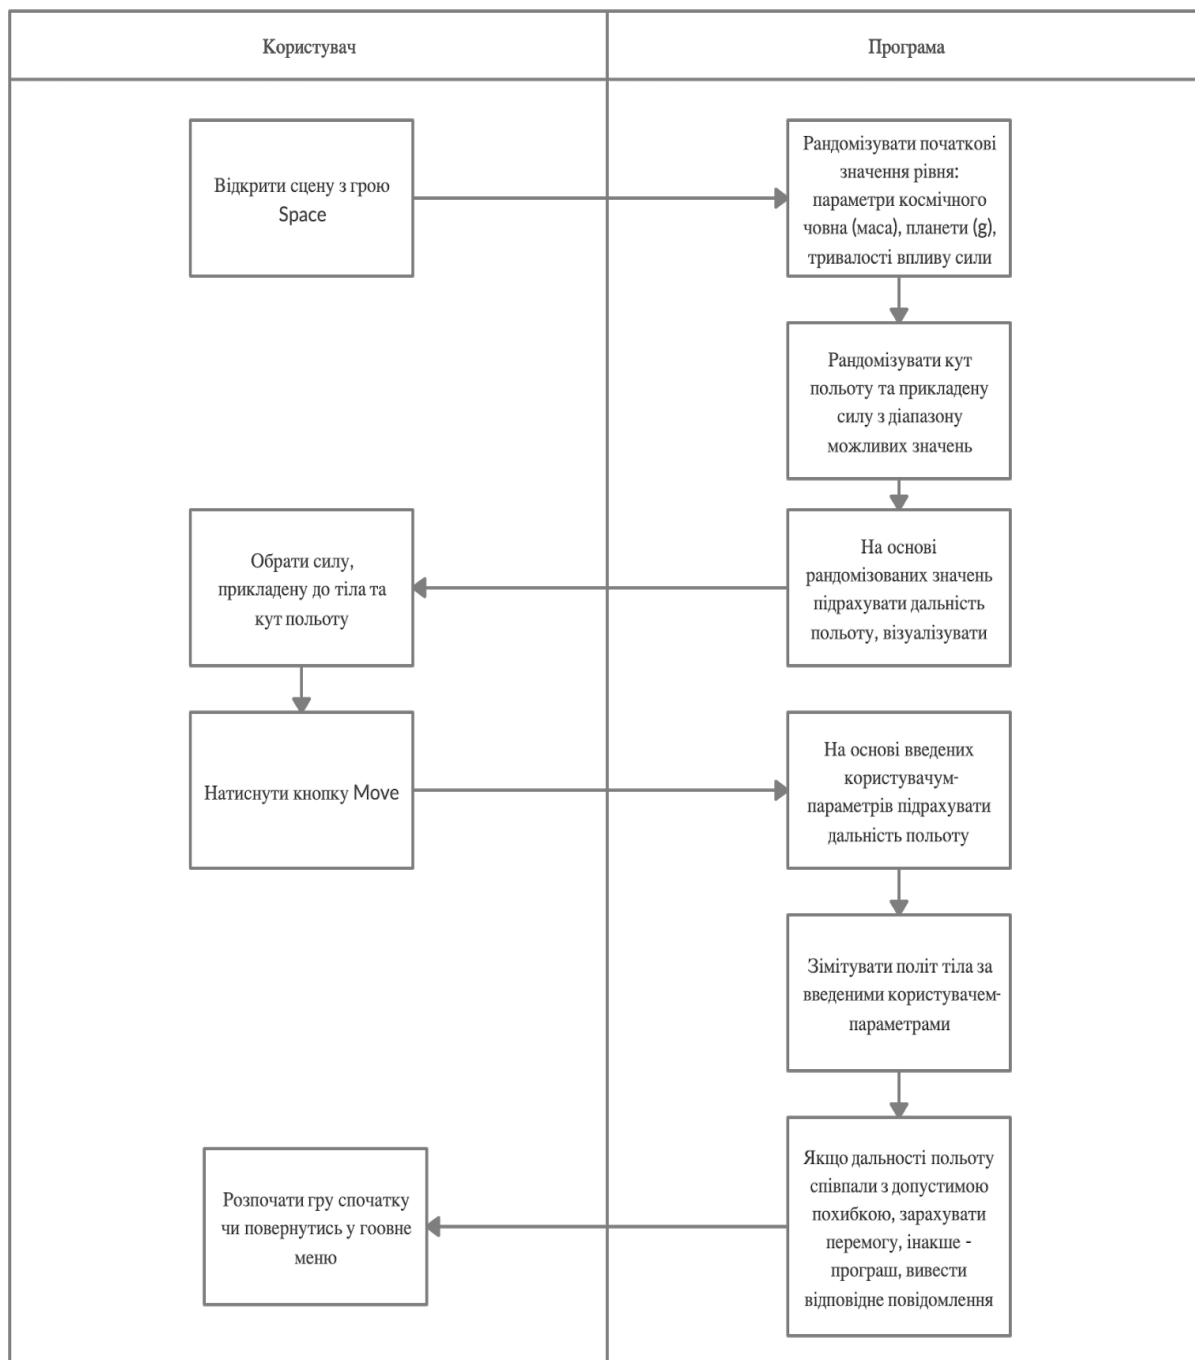 Користувач
Програма
Відкрити сцену з грою
Space
Рандомізувати початкові
значення рівня:
параметри космічного
човна (маса), планети (g),
тривалості впливу сили
Рандомізувати кут
польоту та прикладену
силу з діапазону
можливих значень
На основі
рандомізованих значень
підрахувати дальність
польоту, візуалізувати
Обрати силу,
прикладену до тіла та
кут польоту
Натиснути кнопку Move
На основі введених
користувачум-
параметрів підрахувати
дальність польоту
Зімітувати політ тіла за
введеними користувачем-
параметрами
Якщо дальності польоту
співпали з допустимою
похибкою, зарахувати
перемогу, інакше -
програш, вивести
відповідне повідомлення
Розпочати гру спочатку
чи повернутись у гоовне
меню